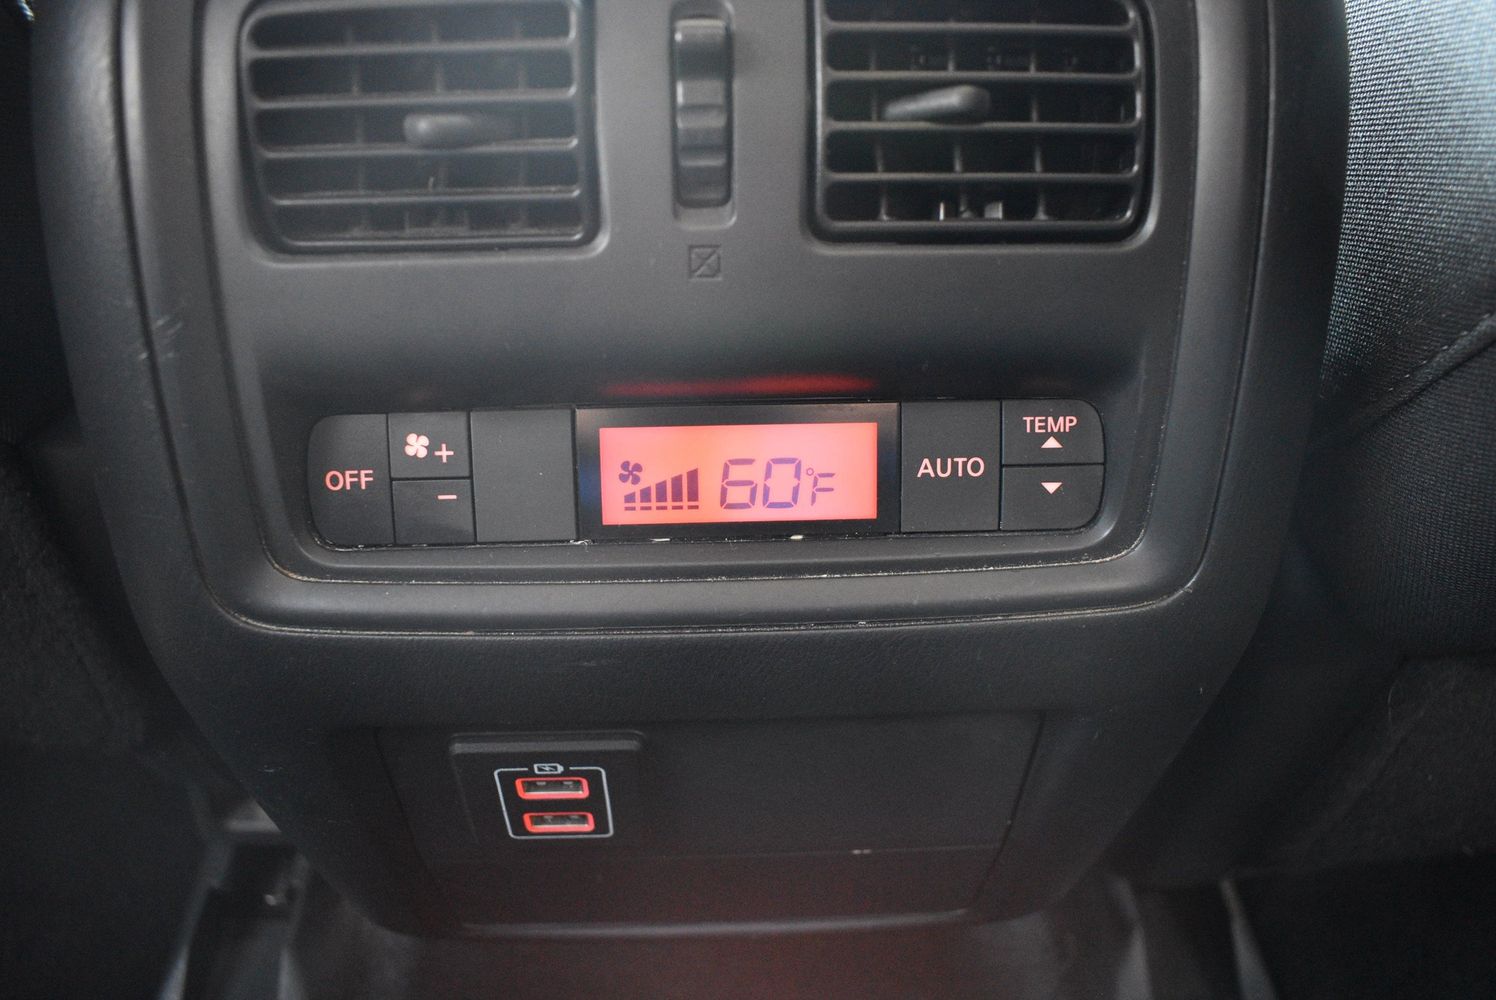 OFF
+
-
60°F
AUTO
TEMP